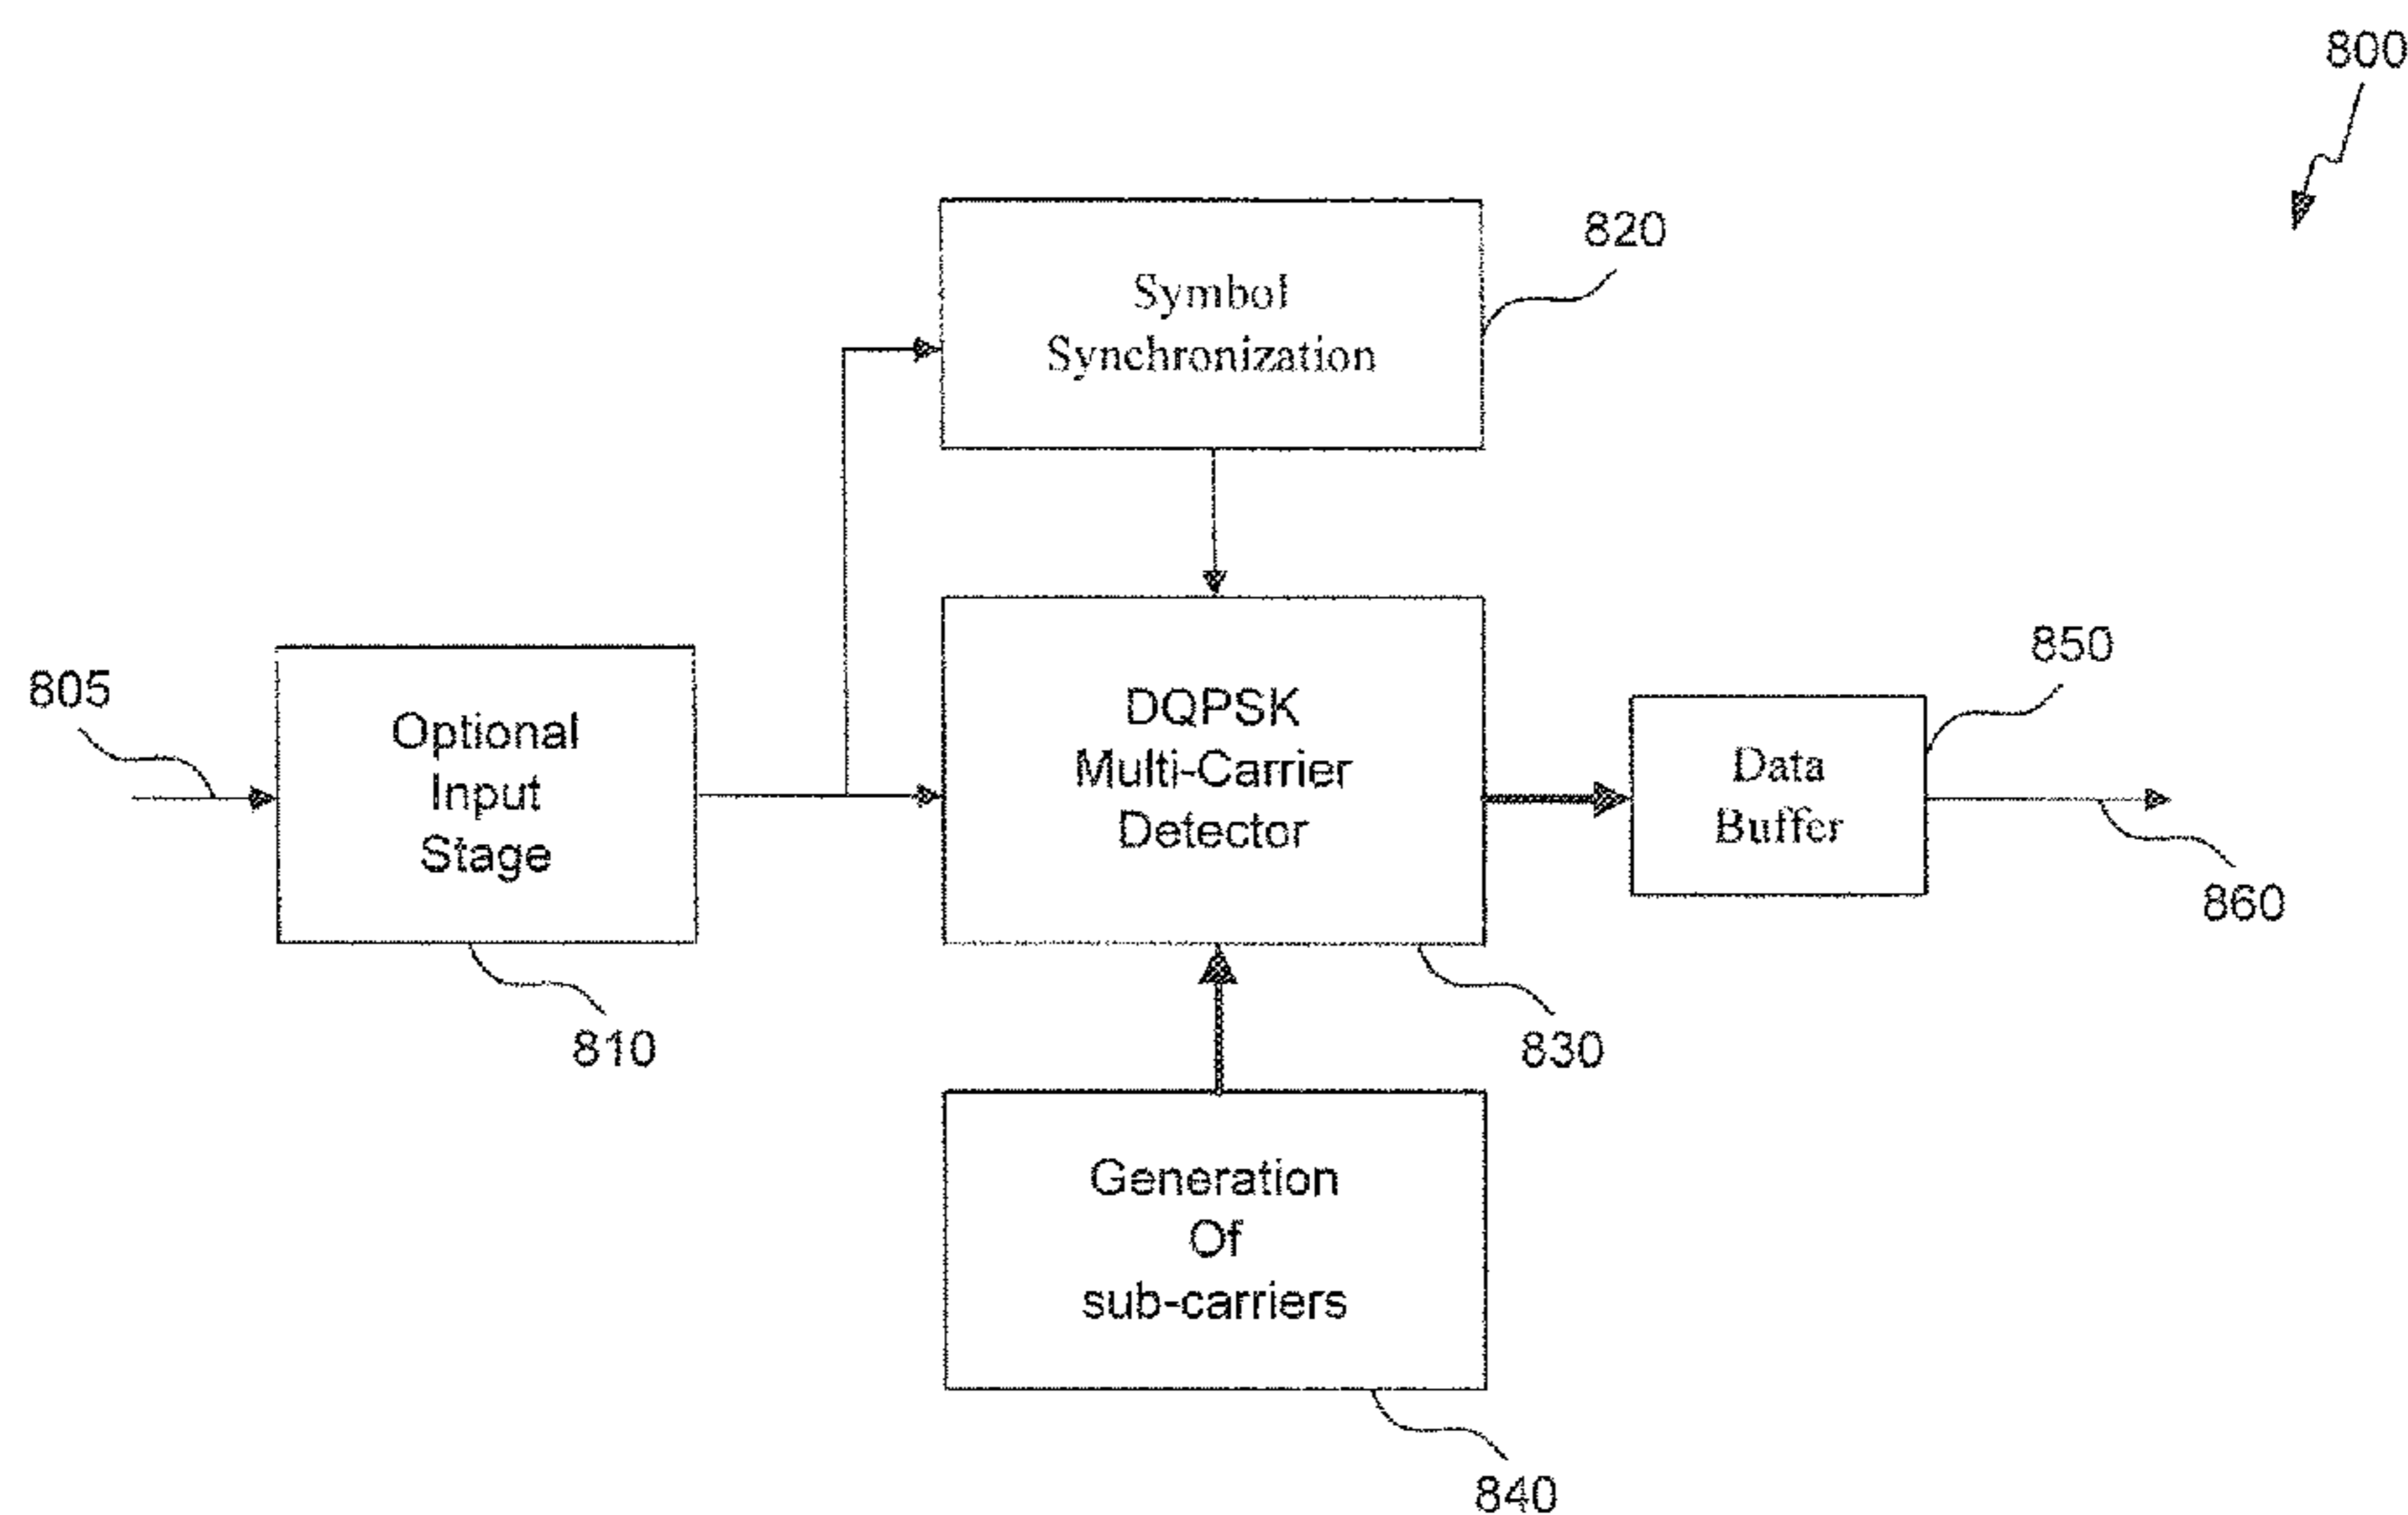 800
Symbol
Synchronization
820
805
Optional
Input
Stage
810
DQPSK
Multi-Carrier
Detector
830
Data
Buffer
850
860
Generation
Of
sub-carriers
840